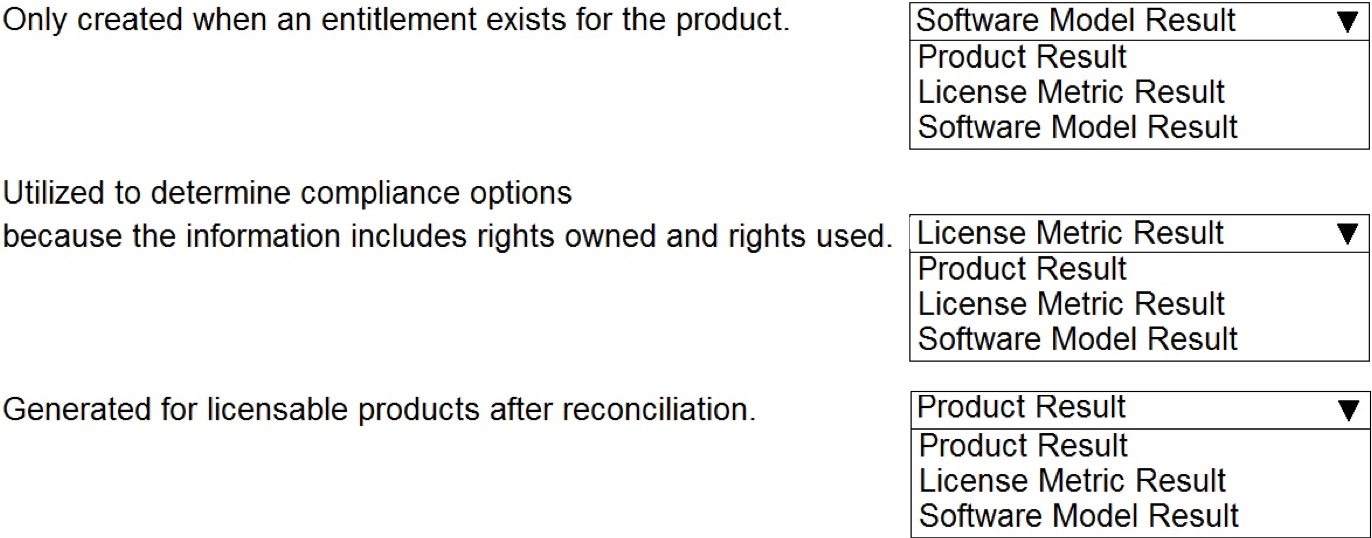 Only created when an entitlement exists for the product.
Software Model Result ▼
Product Result
License Metric Result
Software Model Result
Utilized to determine compliance options
because the information includes rights owned and rights used.
License Metric Result ▼
Product Result
License Metric Result
Software Model Result
Generated for licensable products after reconciliation.
Product Result ▼
Product Result
License Metric Result
Software Model Result